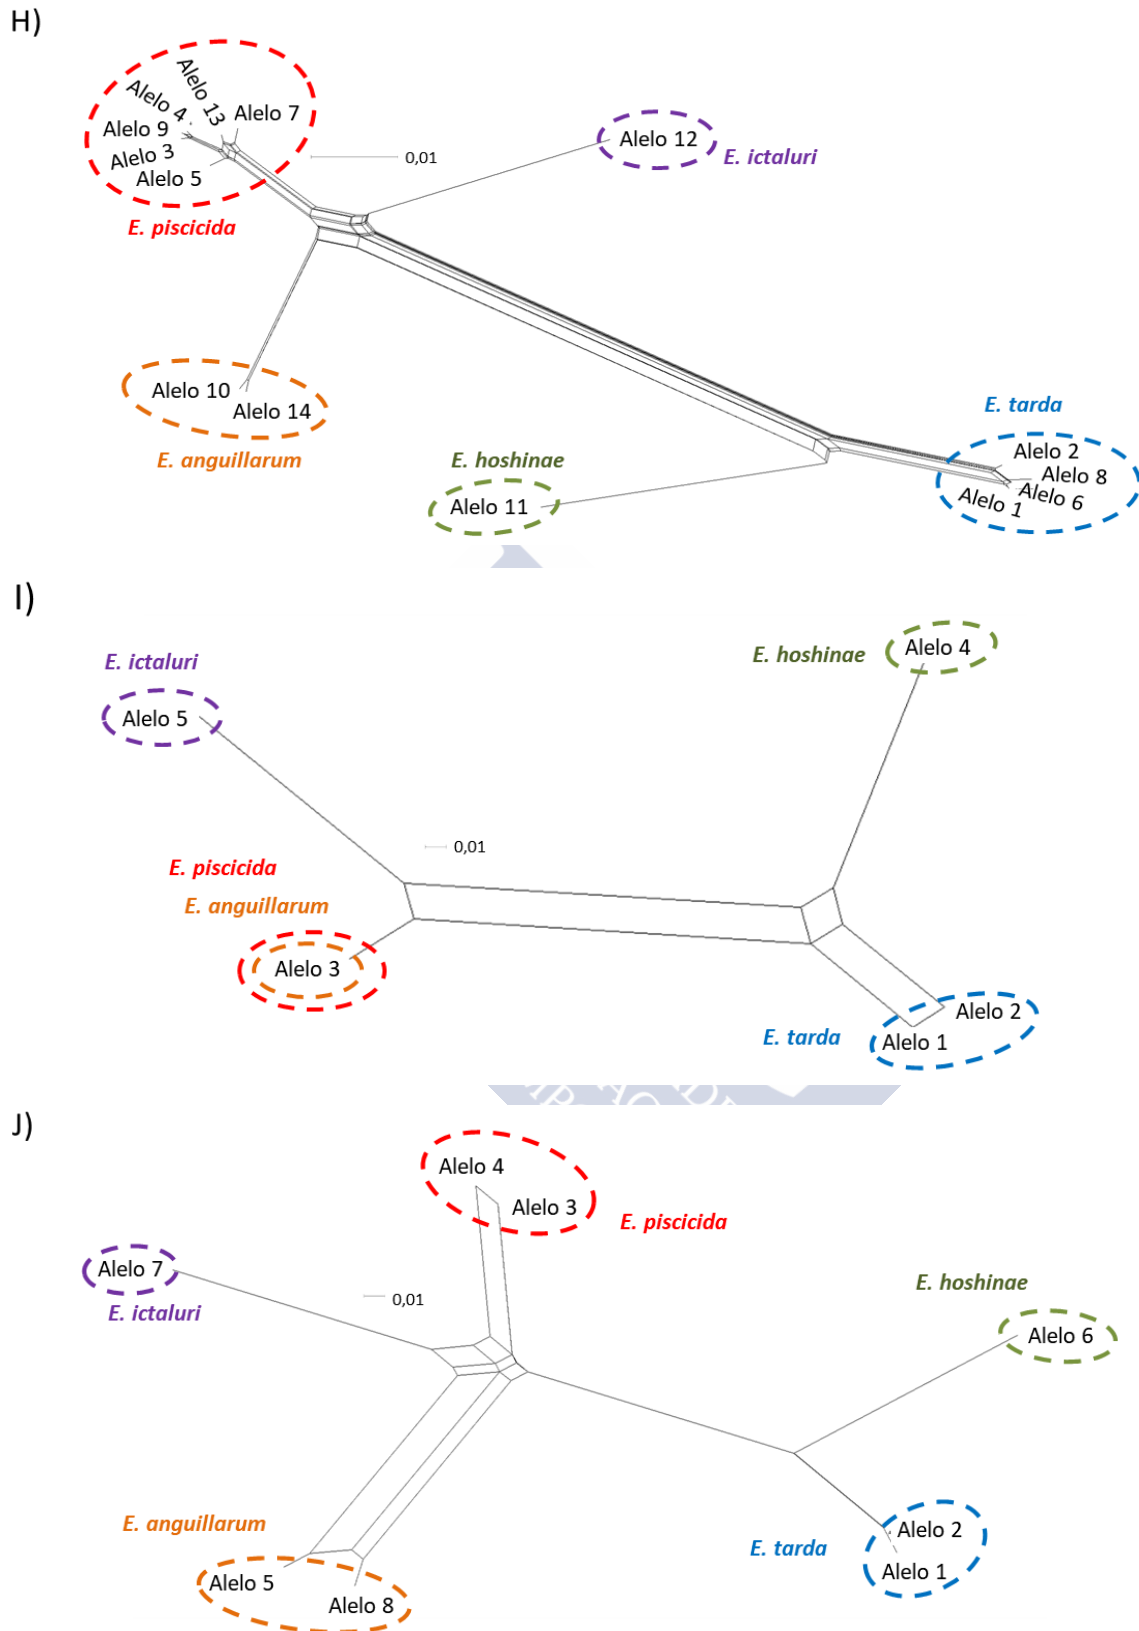 H)
Alelo 13
Alelo 4
Alelo 7
Alelo 9
Alelo 3
Alelo 5
E. piscicida
0,01
Alelo 12
E. ictaluri
Alelo 10
Alelo 14
E. anguillarum
E. hoshinae
Alelo 11
E. tarda
Alelo 2
Alelo 8
Alelo 6
Alelo 1
I)
E. ictaluri
Alelo 5
E. hoshinae
Alelo 4
0,01
E. piscicida
E. anguillarum
Alelo 3
E. tarda
Alelo 2
Alelo 1
J)
Alelo 4
Alelo 3
E. piscicida
Alelo 7
E. ictaluri
0,01
E. hoshinae
Alelo 6
E. anguillarum
Alelo 5
Alelo 8
E. tarda
Alelo 2
Alelo 1